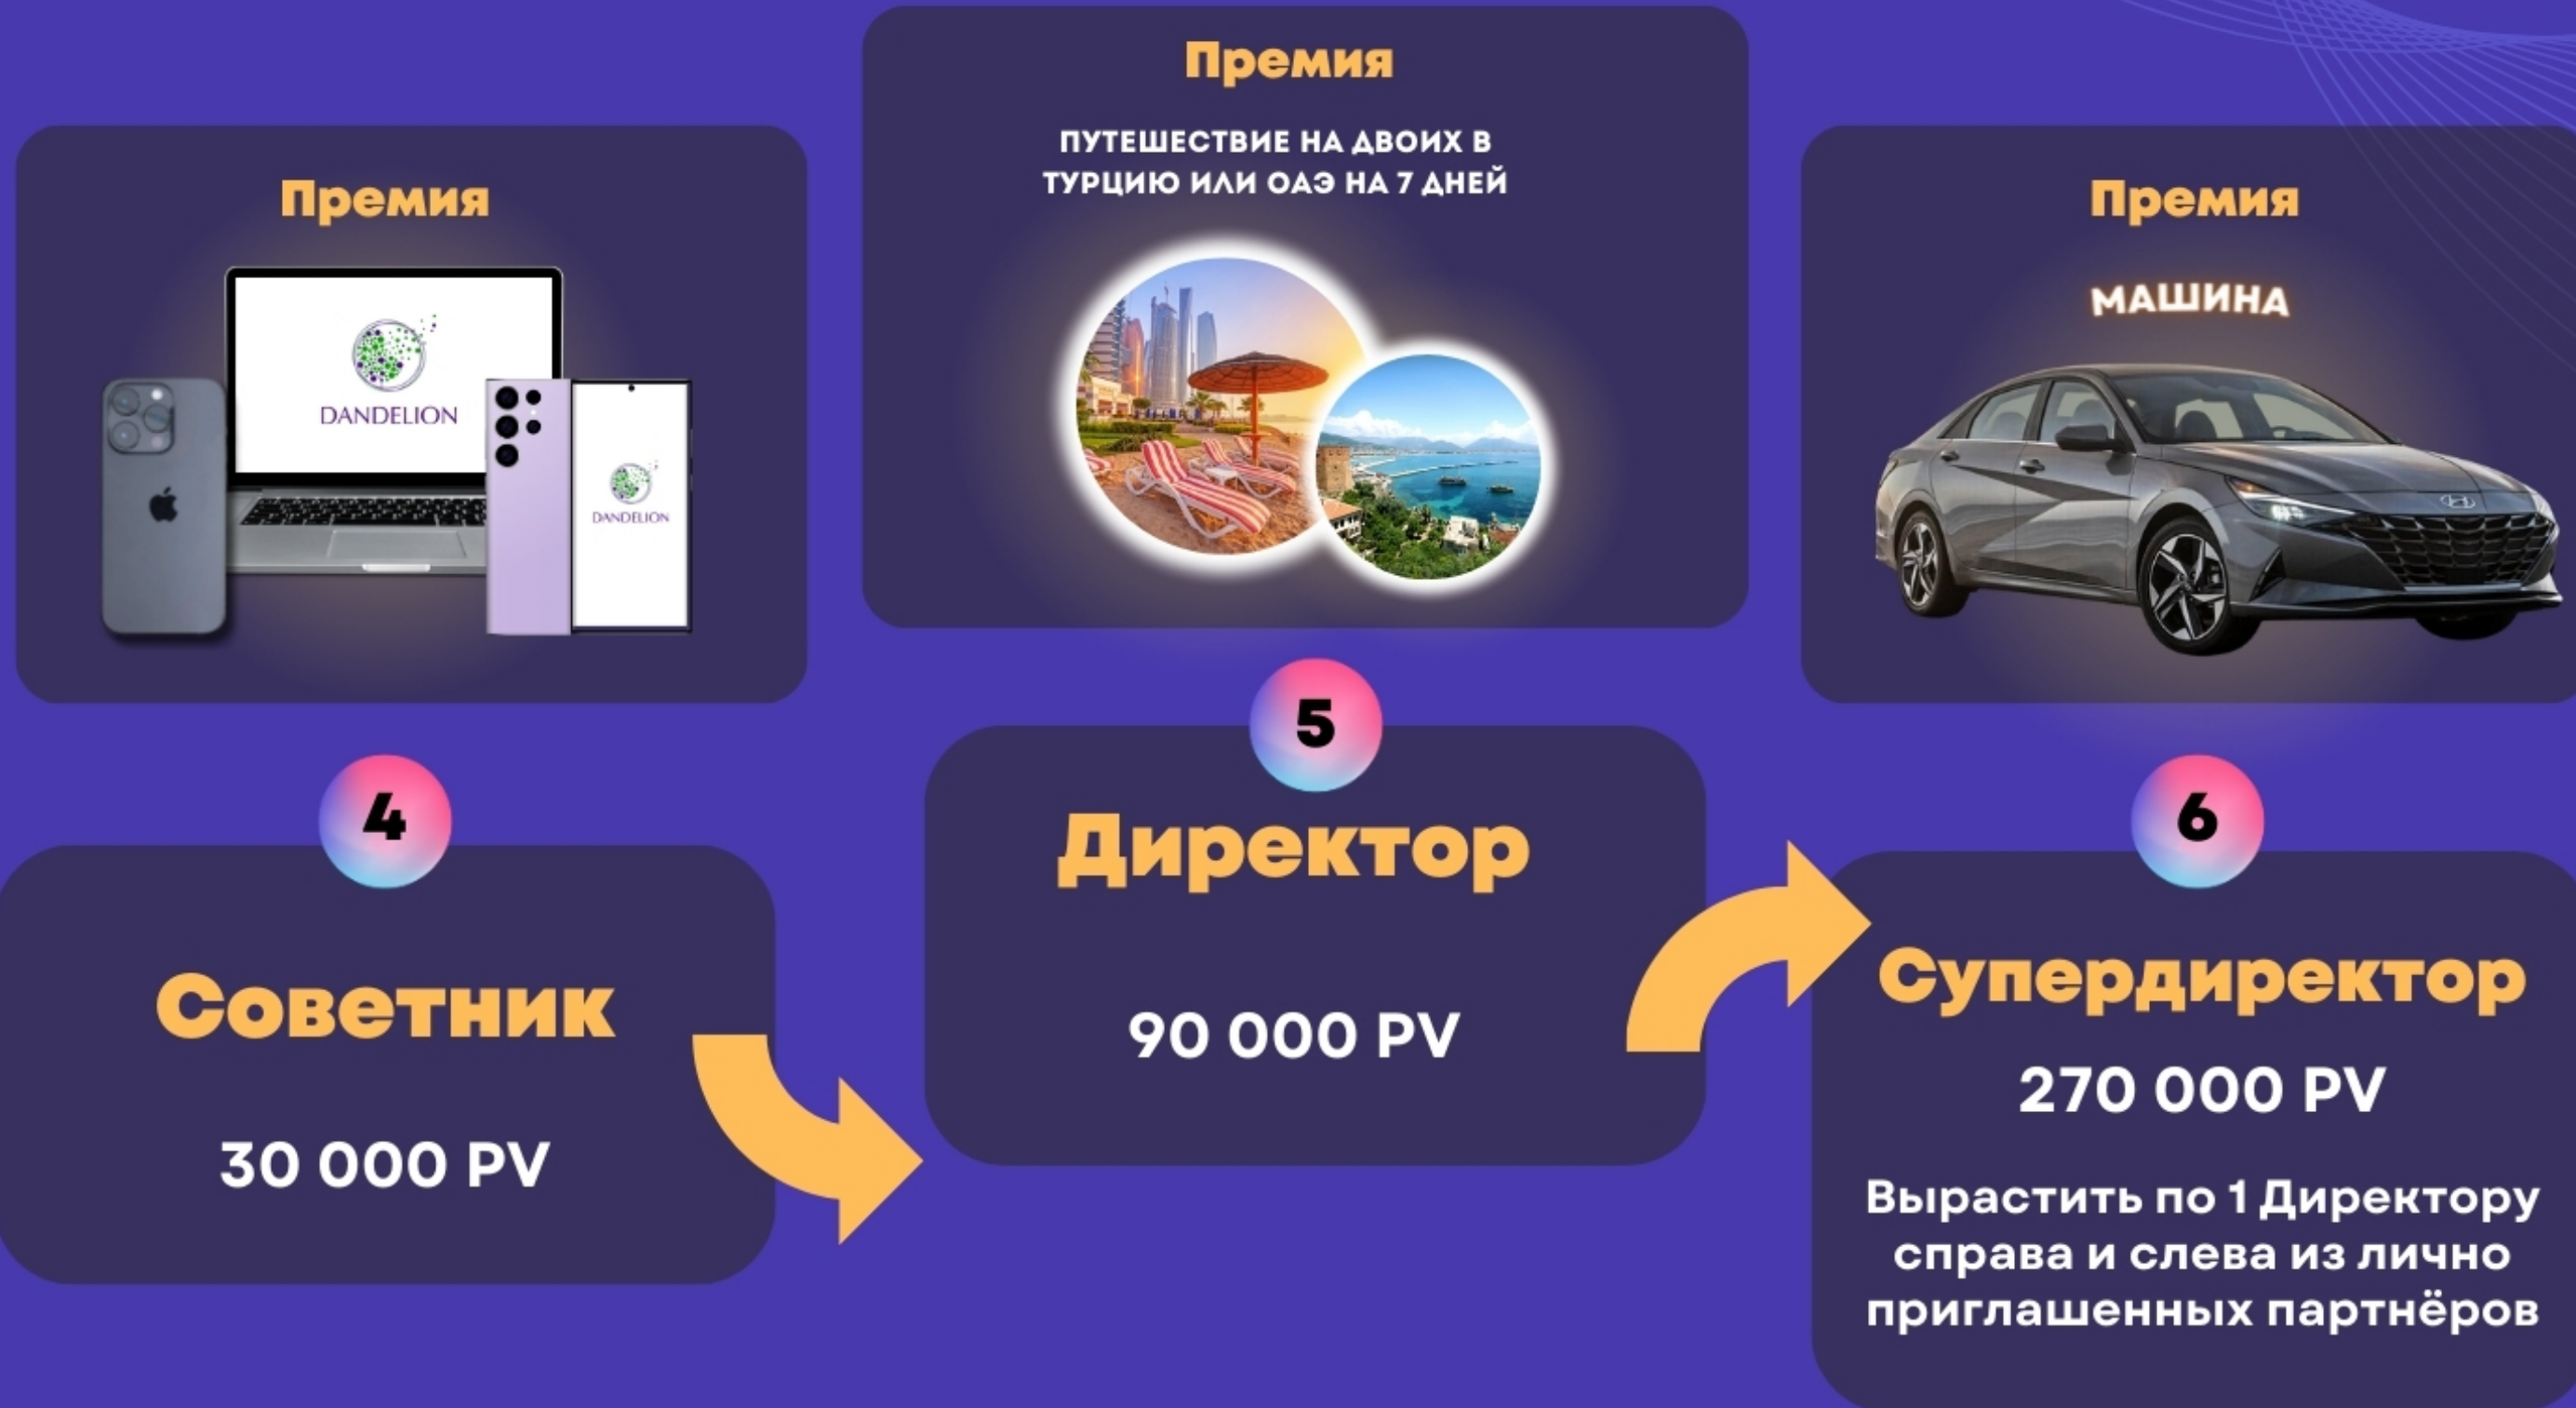 Премия
DANDELION
DANDELION
4
Советник
30 000 PV
Премия
ПУТЕШЕСТВИЕ НА ДВОИХ В
ТУРЦИЮ ИЛИ ОАЭ НА 7 ДНЕЙ
5
Директор
90 000 PV
Премия
МАШИНА
6
Супердиректор
270 000 PV
Вырастить по 1 Директору
справа и слева из лично
приглашенных партнёров